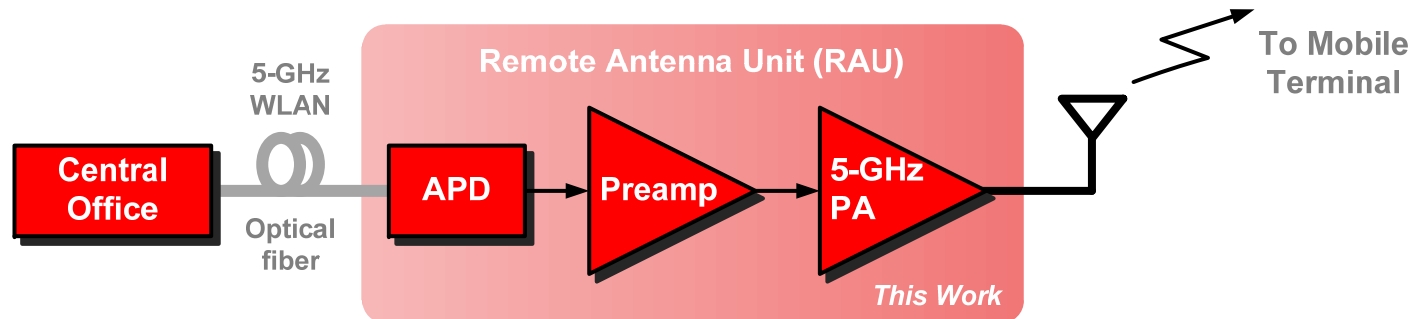 Remote Antenna Unit (RAU)
5-GHz
WLAN
Central
Office
Optical
fiber
APD
Preamp
5-GHz
PA
This Work
To Mobile
Terminal